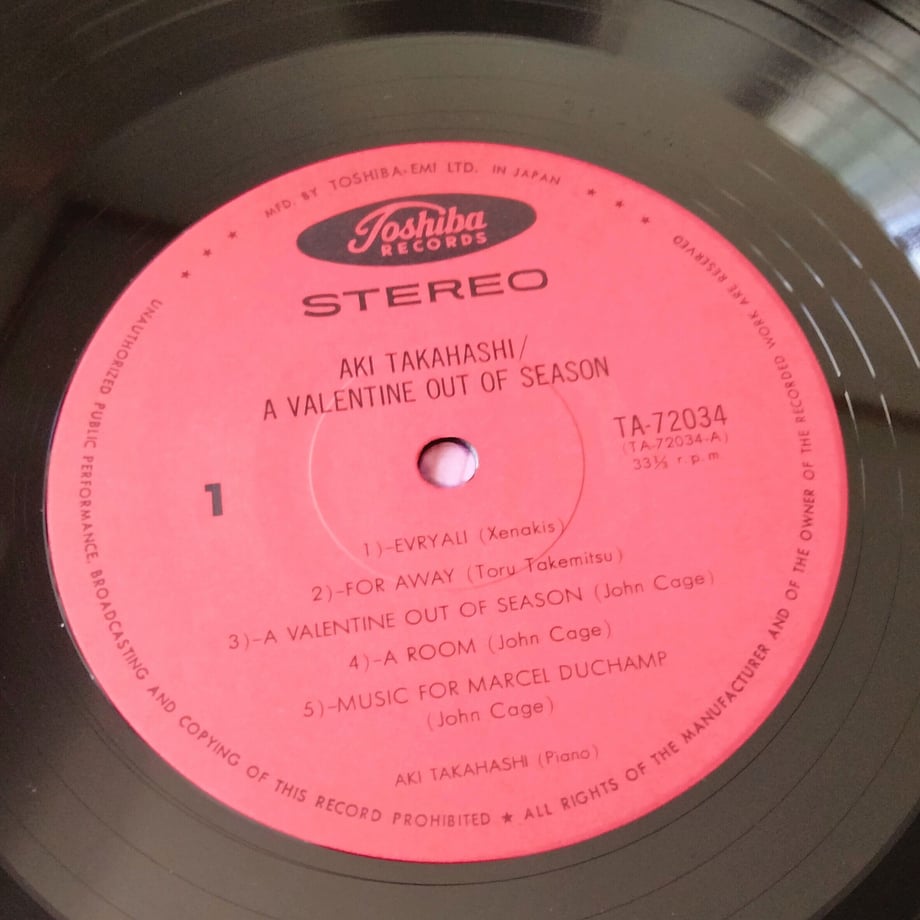 MFD. BY TOSHIBA-EMI LTD. IN JAPAN
Toshiba
RECORDS
STEREO
AKI TAKAHASHI/
A VALENTINE OUT OF SEASON
TA-72034
(TA-72034-A)
33⅓ r.p.m
1
1)-EVRYALI (Xenakis)
2)-FOR AWAY (Toru Takemitsu)
3)-A VALENTINE OUT OF SEASON (John Cage)
4)-A ROOM (John Cage)
5)-MUSIC FOR MARCEL DUCHAMP
(John Cage)
AKI TAKAHASHI (Piano)
UNAUTHORIZED PUBLIC PERFORMANCE, BROADCASTING AND COPYING OF THIS RECORD PROHIBITED ★ ALL RIGHTS OF THE MANUFACTURER AND OF THE OWNER OF THE RECORDED WORK ARE RESERVED